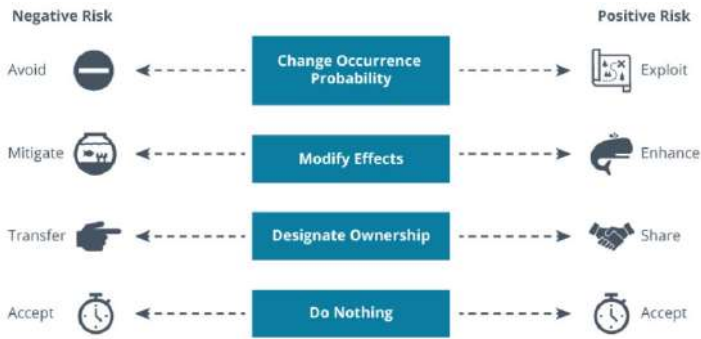 Negative Risk
Positive Risk
Avoid
Change Occurrence
Probability
Exploit
Mitigate
Modify Effects
Enhance
Transfer
Designate Ownership
Share
Accept
Do Nothing
Accept